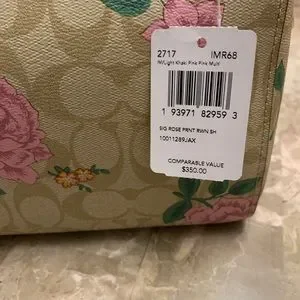 2717 IMR68
IM/Light Khaki Pink Pink Multi
1 93971 82959 3
SIG ROSE PRNT RWN SH
10011289JAX
COMPARABLE VALUE
$350.00